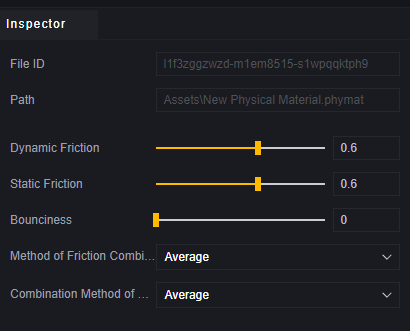 Inspector
File ID l1f3zggzwzd-m1em8515-s1wpqqktph9
Path Assets\New Physical Material.phymat
Dynamic Friction 0.6
Static Friction 0.6
Bounciness 0
Method of Friction Combi... Average
Combination Method of ... Average